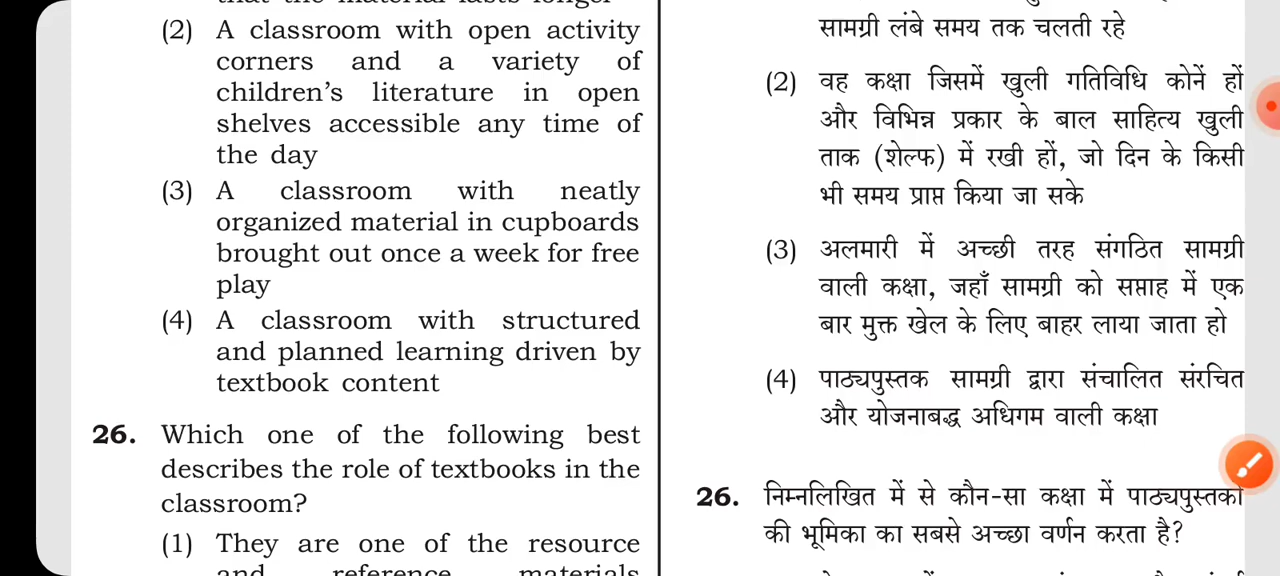 (2) A classroom with open activity
corners and a variety of
children's literature in open
shelves accessible any time of
the day
(3) A classroom with neatly
organized material in cupboards
brought out once a week for free
play
(4) A classroom with structured
and planned learning driven by
textbook content
26. Which one of the following best
describes the role of textbooks in the
classroom?
(1) They are one of the resource
and reference materials
सामग्री लंबे समय तक चलती रहे
(2) वह कक्षा जिसमें खुली गतिविधि कोनें हों
और विभिन्न प्रकार के बाल साहित्य खुली
ताक (शेल्फ) में रखी हों, जो दिन के किसी
भी समय प्राप्त किया जा सके
(3) अलमारी में अच्छी तरह संगठित सामग्री
वाली कक्षा, जहाँ सामग्री को सप्ताह में एक
बार मुक्त खेल के लिए बाहर लाया जाता हो
(4) पाठ्यपुस्तक सामग्री द्वारा संचालित संरचित
और योजनाबद्ध अधिगम वाली कक्षा
26. निम्नलिखित में से कौन-सा कक्षा में पाठ्यपुस्तकों
की भूमिका का सबसे अच्छा वर्णन करता है?